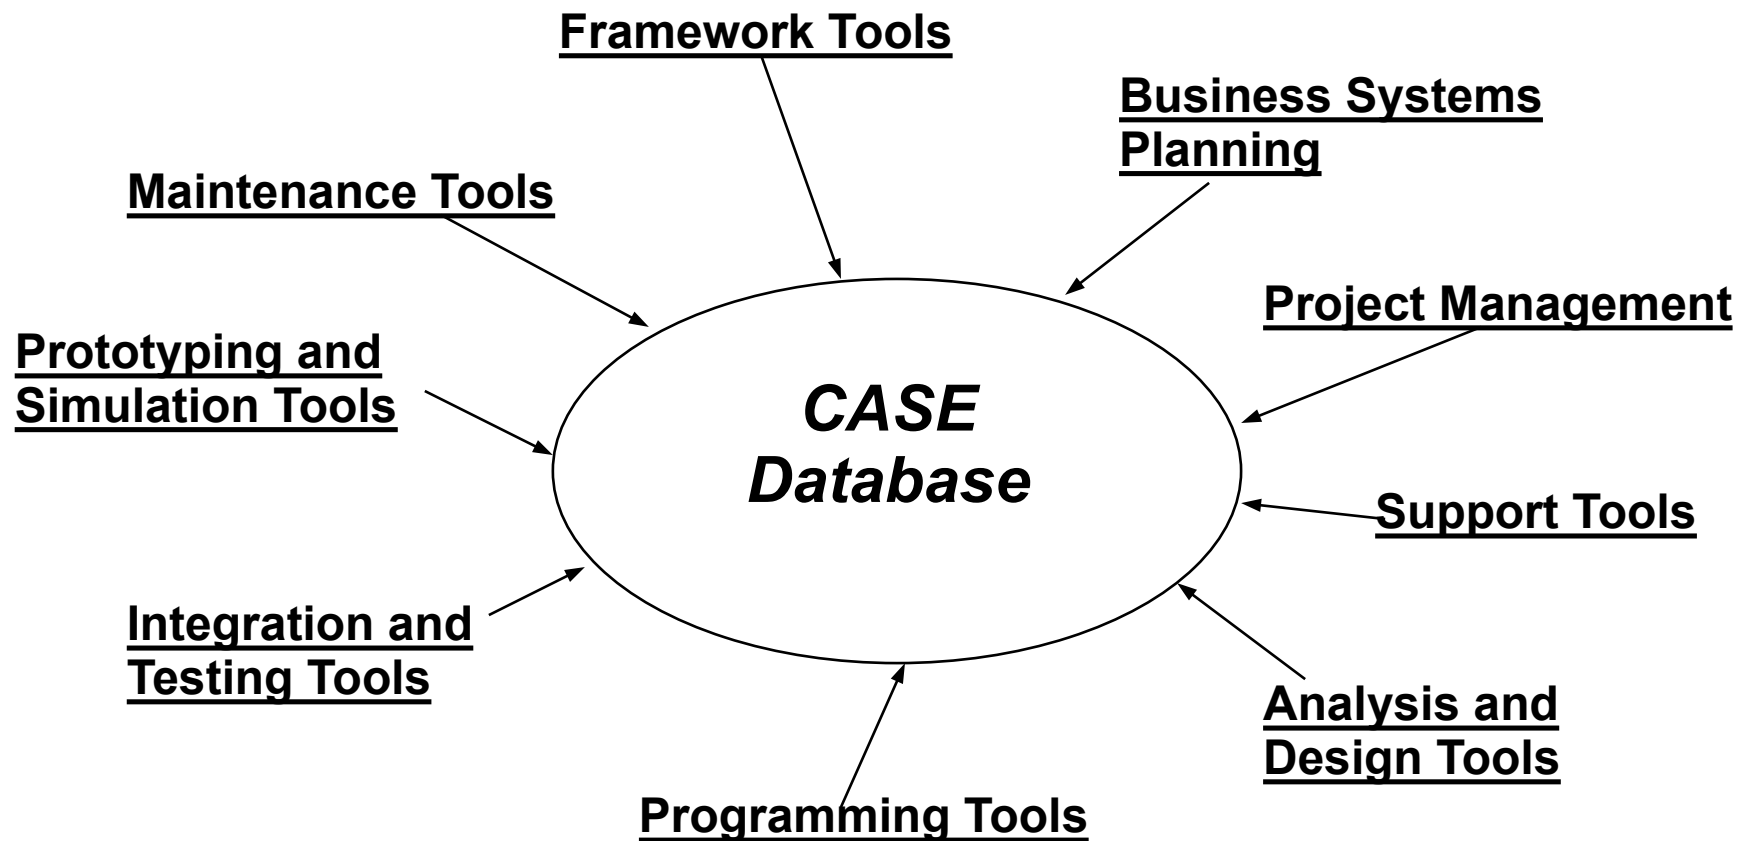 Framework Tools
Business Systems
Planning
Maintenance Tools
Project Management
Prototyping and
Simulation Tools
CASE
Database
Support Tools
Integration and
Testing Tools
Analysis and
Design Tools
Programming Tools